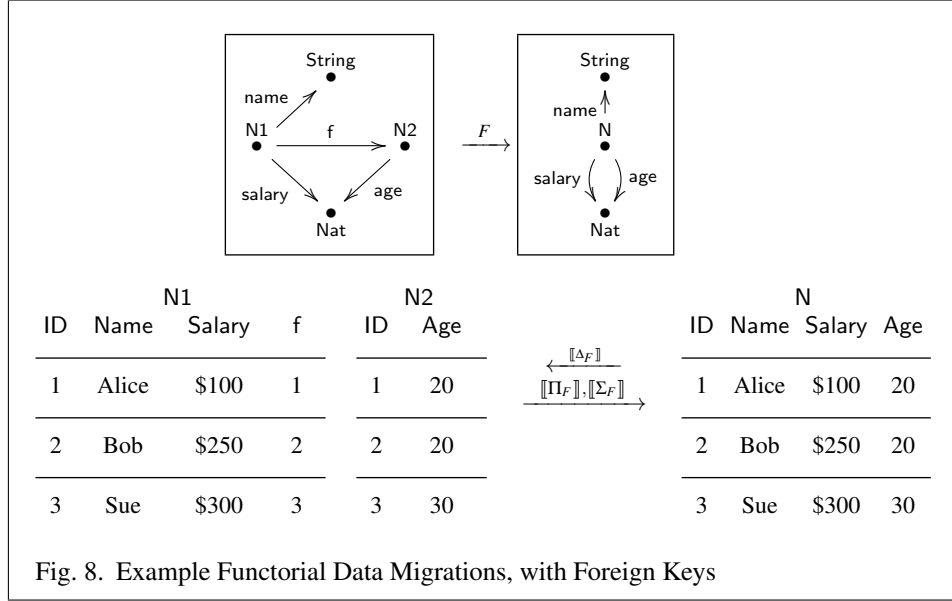 String
String
name
name
N1
f
N2
F
N
salary
age
salary
age
Nat
Nat
N1
N2
N
ID Name Salary f
ID Age
ID Name Salary Age
⟦Δ_F⟧
⟦Π_F⟧,⟦Σ_F⟧
1 Alice $100 1
1 20
1 Alice $100 20
2 Bob $250 2
2 20
2 Bob $250 20
3 Sue $300 3
3 30
3 Sue $300 30
Fig. 8. Example Functorial Data Migrations, with Foreign Keys